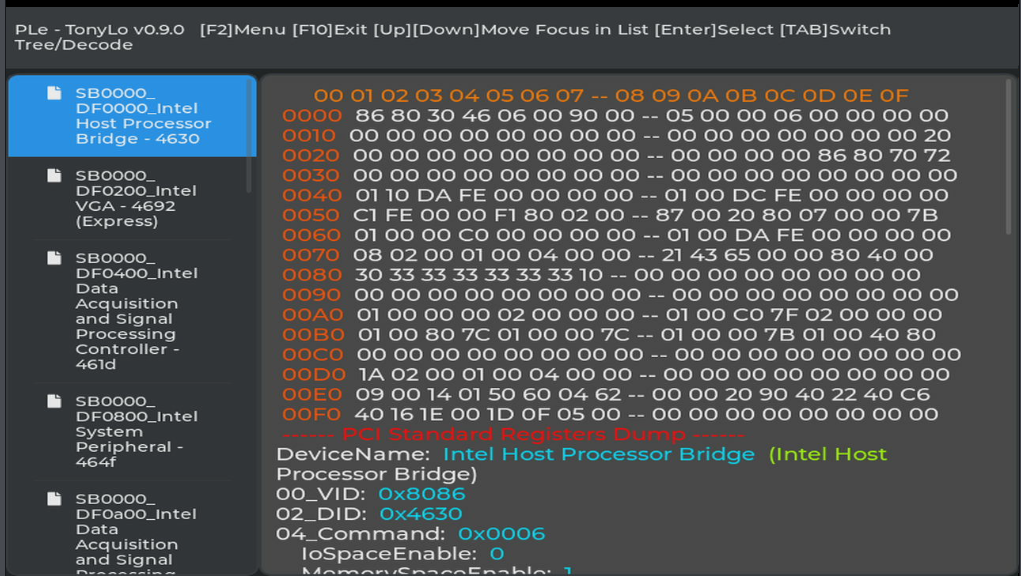 PLe - TonyLo v0.9.0 [F2]Menu [F10]Exit [Up][Down]Move Focus in List [Enter]Select [TAB]Switch
Tree/Decode
SB0000_
DF0000_Intel
Host Processor
Bridge - 4630
SB0000_
DF0200_Intel
VGA - 4692
(Express)
SB0000_
DF0400_Intel
Data
Acquisition
and Signal
Processing
Controller -
461d
SB0000_
DF0800_Intel
System
Peripheral -
464f
SB0000_
DF0a00_Intel
Data
Acquisition
and Signal
Processing
00 01 02 03 04 05 06 07 -- 08 09 0A 0B 0C 0D 0E 0F
0000 86 80 30 46 06 00 90 00 -- 05 00 00 06 00 00 00 00
0010 00 00 00 00 00 00 00 00 -- 00 00 00 00 00 00 00 20
0020 00 00 00 00 00 00 00 00 -- 00 00 00 00 86 80 70 72
0030 00 00 00 00 00 00 00 00 -- 00 00 00 00 00 00 00 00
0040 01 10 DA FE 00 00 00 00 -- 01 00 DC FE 00 00 00 00
0050 C1 FE 00 00 F1 80 02 00 -- 87 00 20 80 07 00 00 7B
0060 01 00 00 C0 00 00 00 00 -- 01 00 DA FE 00 00 00 00
0070 08 02 00 01 00 04 00 00 -- 21 43 65 00 00 80 40 00
0080 30 33 33 33 33 33 33 10 -- 00 00 00 00 00 00 00 00
0090 00 00 00 00 00 00 00 00 -- 00 00 00 00 00 00 00 00
00A0 01 00 00 00 02 00 00 00 -- 01 00 C0 7F 02 00 00 00
00B0 01 00 80 7C 01 00 00 7C -- 01 00 00 7B 01 00 40 80
00C0 00 00 00 00 00 00 00 00 -- 00 00 00 00 00 00 00 00
00D0 1A 02 00 01 00 04 00 00 -- 00 00 00 00 00 00 00 00
00E0 09 00 14 01 50 60 04 62 -- 00 00 20 90 40 22 40 C6
00F0 40 16 1E 00 1D 0F 05 00 -- 00 00 00 00 00 00 00 00
------ PCI Standard Registers Dump ------
DeviceName: Intel Host Processor Bridge (Intel Host
Processor Bridge)
00_VID: 0x8086
02_DID: 0x4630
04_Command: 0x0006
IoSpaceEnable: 0
MemorySpaceEnable: 1